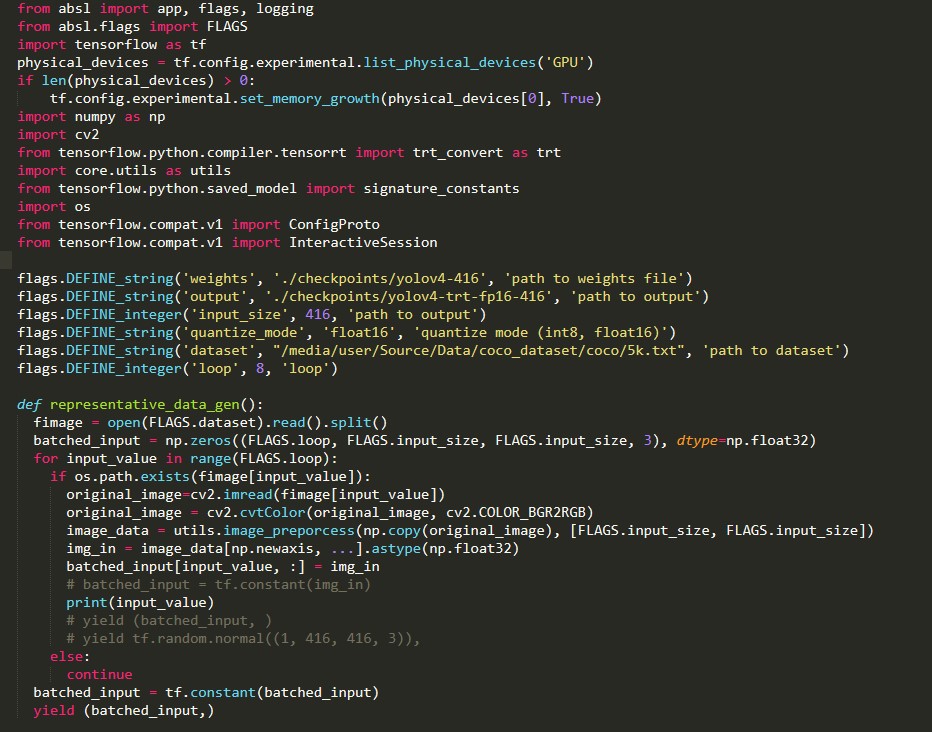 from absl import app, flags, logging
from absl.flags import FLAGS
import tensorflow as tf
physical_devices = tf.config.experimental.list_physical_devices('GPU')
if len(physical_devices) > 0:
    tf.config.experimental.set_memory_growth(physical_devices[0], True)
import numpy as np
import cv2
from tensorflow.python.compiler.tensorrt import trt_convert as trt
import core.utils as utils
from tensorflow.python.saved_model import signature_constants
import os
from tensorflow.compat.v1 import ConfigProto
from tensorflow.compat.v1 import InteractiveSession

flags.DEFINE_string('weights', './checkpoints/yolov4-416', 'path to weights file')
flags.DEFINE_string('output', './checkpoints/yolov4-trt-fp16-416', 'path to output')
flags.DEFINE_integer('input_size', 416, 'path to output')
flags.DEFINE_string('quantize_mode', 'float16', 'quantize mode (int8, float16)')
flags.DEFINE_string('dataset', "/media/user/Source/Data/coco_dataset/coco/5k.txt", 'path to dataset')
flags.DEFINE_integer('loop', 8, 'loop')

def representative_data_gen():
  fimage = open(FLAGS.dataset).read().split()
  batched_input = np.zeros((FLAGS.loop, FLAGS.input_size, FLAGS.input_size, 3), dtype=np.float32)
  for input_value in range(FLAGS.loop):
    if os.path.exists(fimage[input_value]):
      original_image=cv2.imread(fimage[input_value])
      original_image = cv2.cvtColor(original_image, cv2.COLOR_BGR2RGB)
      image_data = utils.image_preporcess(np.copy(original_image), [FLAGS.input_size, FLAGS.input_size])
      img_in = image_data[np.newaxis, ...].astype(np.float32)
      batched_input[input_value, :] = img_in
      # batched_input = tf.constant(img_in)
      print(input_value)
      # yield (batched_input, )
      # yield tf.random.normal((1, 416, 416, 3)),
    else:
      continue
  batched_input = tf.constant(batched_input)
  yield (batched_input,)